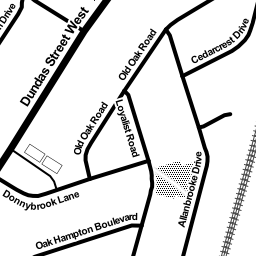 Drive
Dundas Street West
Old Oak Road
Cedarcrest Drive
Old Oak Road
Loyalist Road
Allanbrooke Drive
Donnybrook Lane
Oak Hampton Boulevard